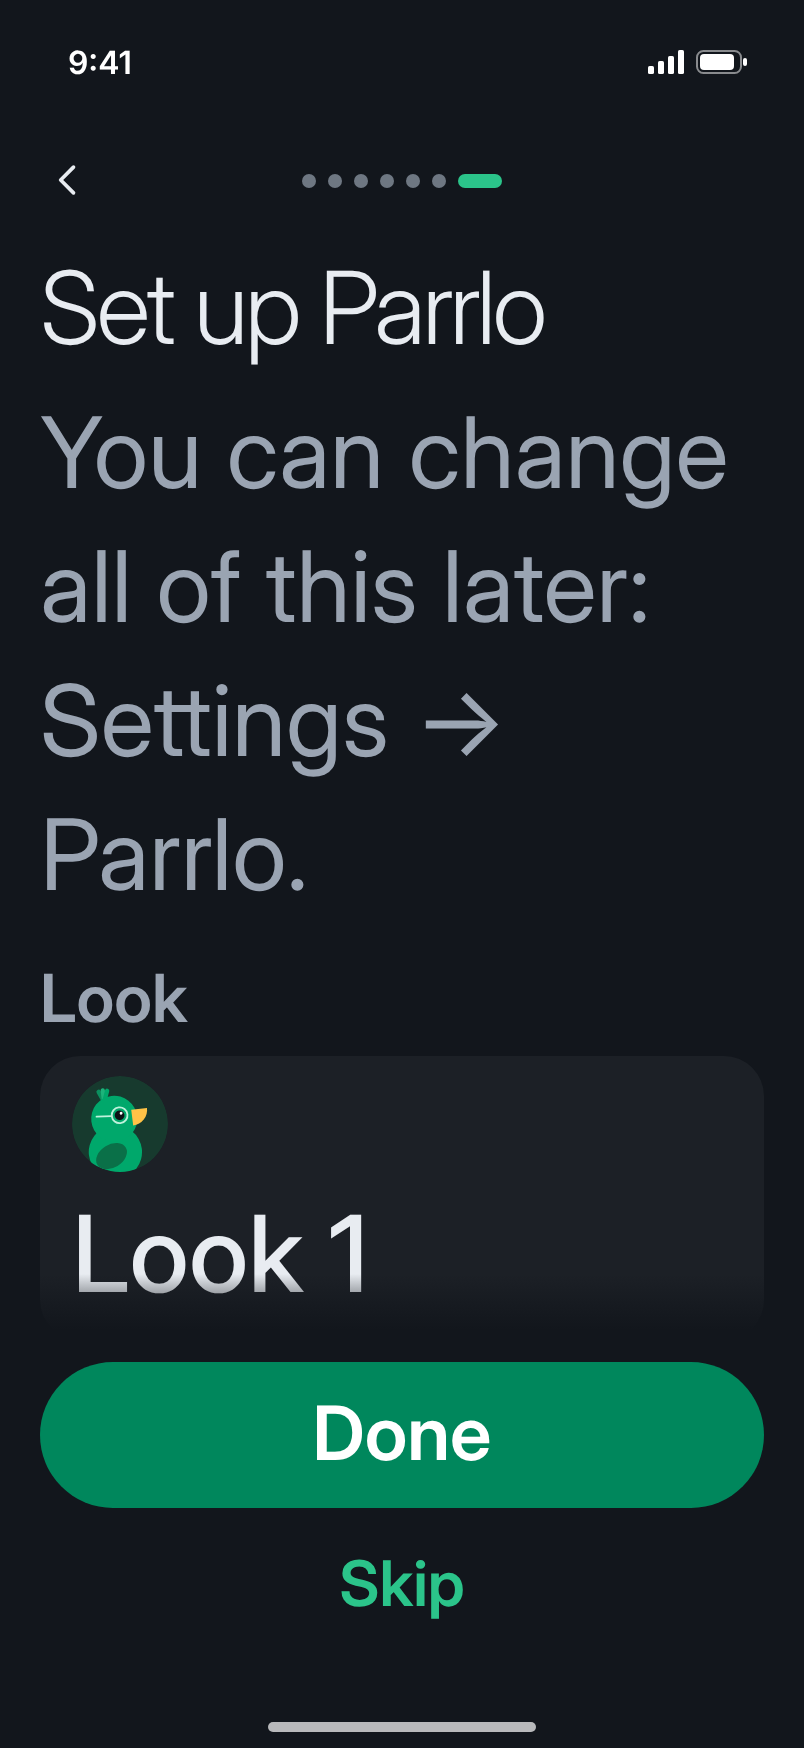 9:41
Set up Parrlo
You can change
all of this later:
Settings →
Parrlo.
Look
Look 1
Done
Skip